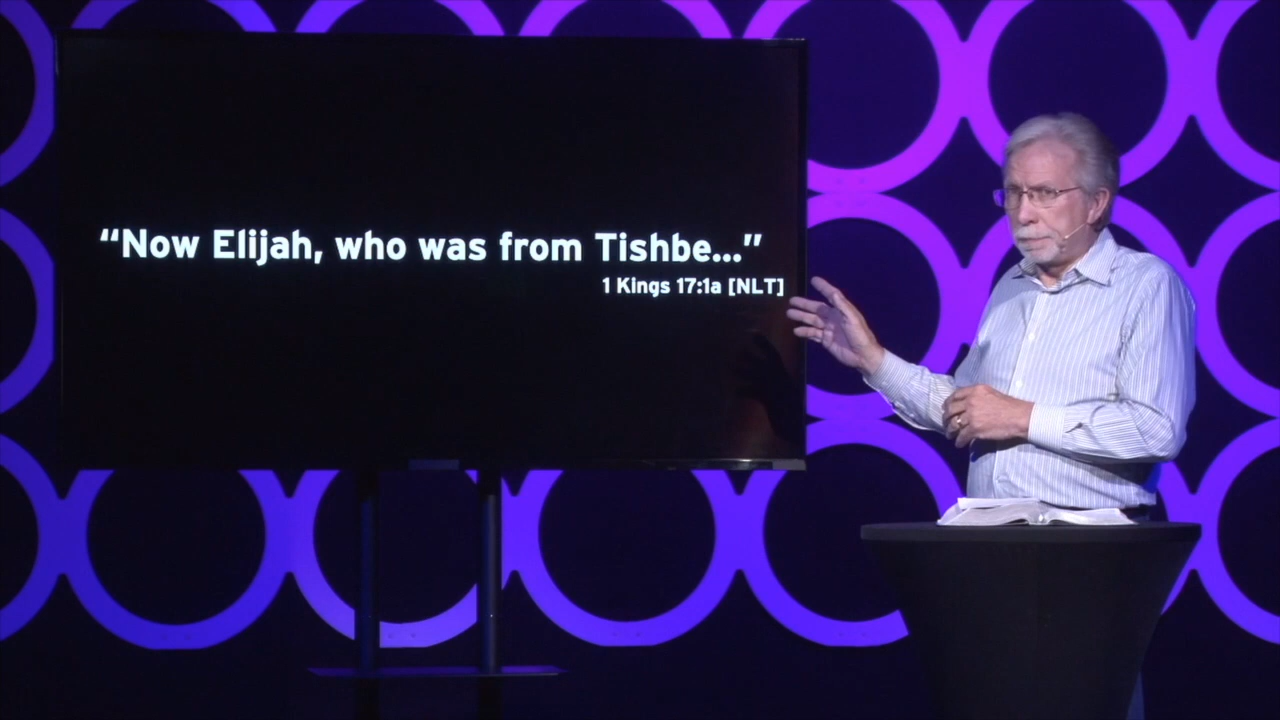 “Now Elijah, who was from Tishbe...”
1 Kings 17:1a [NLT]